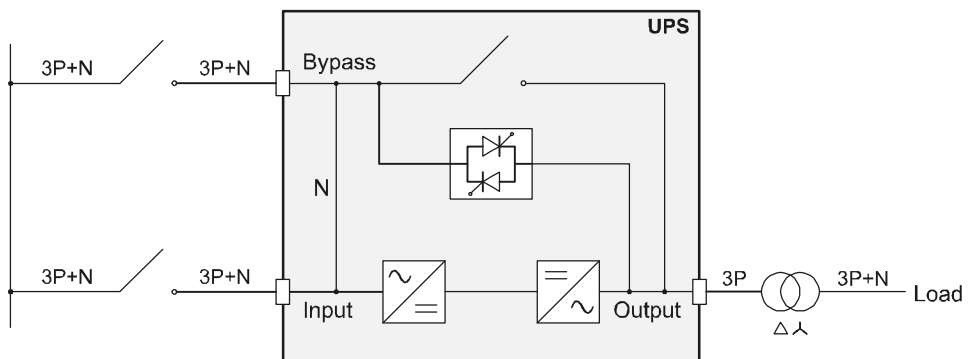 UPS
3P+N
3P+N
Bypass
N
3P+N
3P+N
Input
Output
3P
3P+N
Load